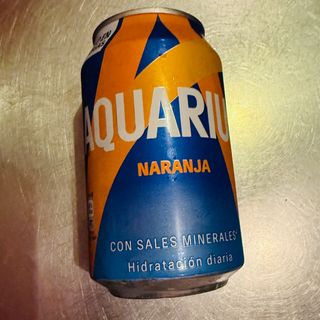 AQUARIU
NARANJA
CON SALES MINERALES
Hidratación diaria